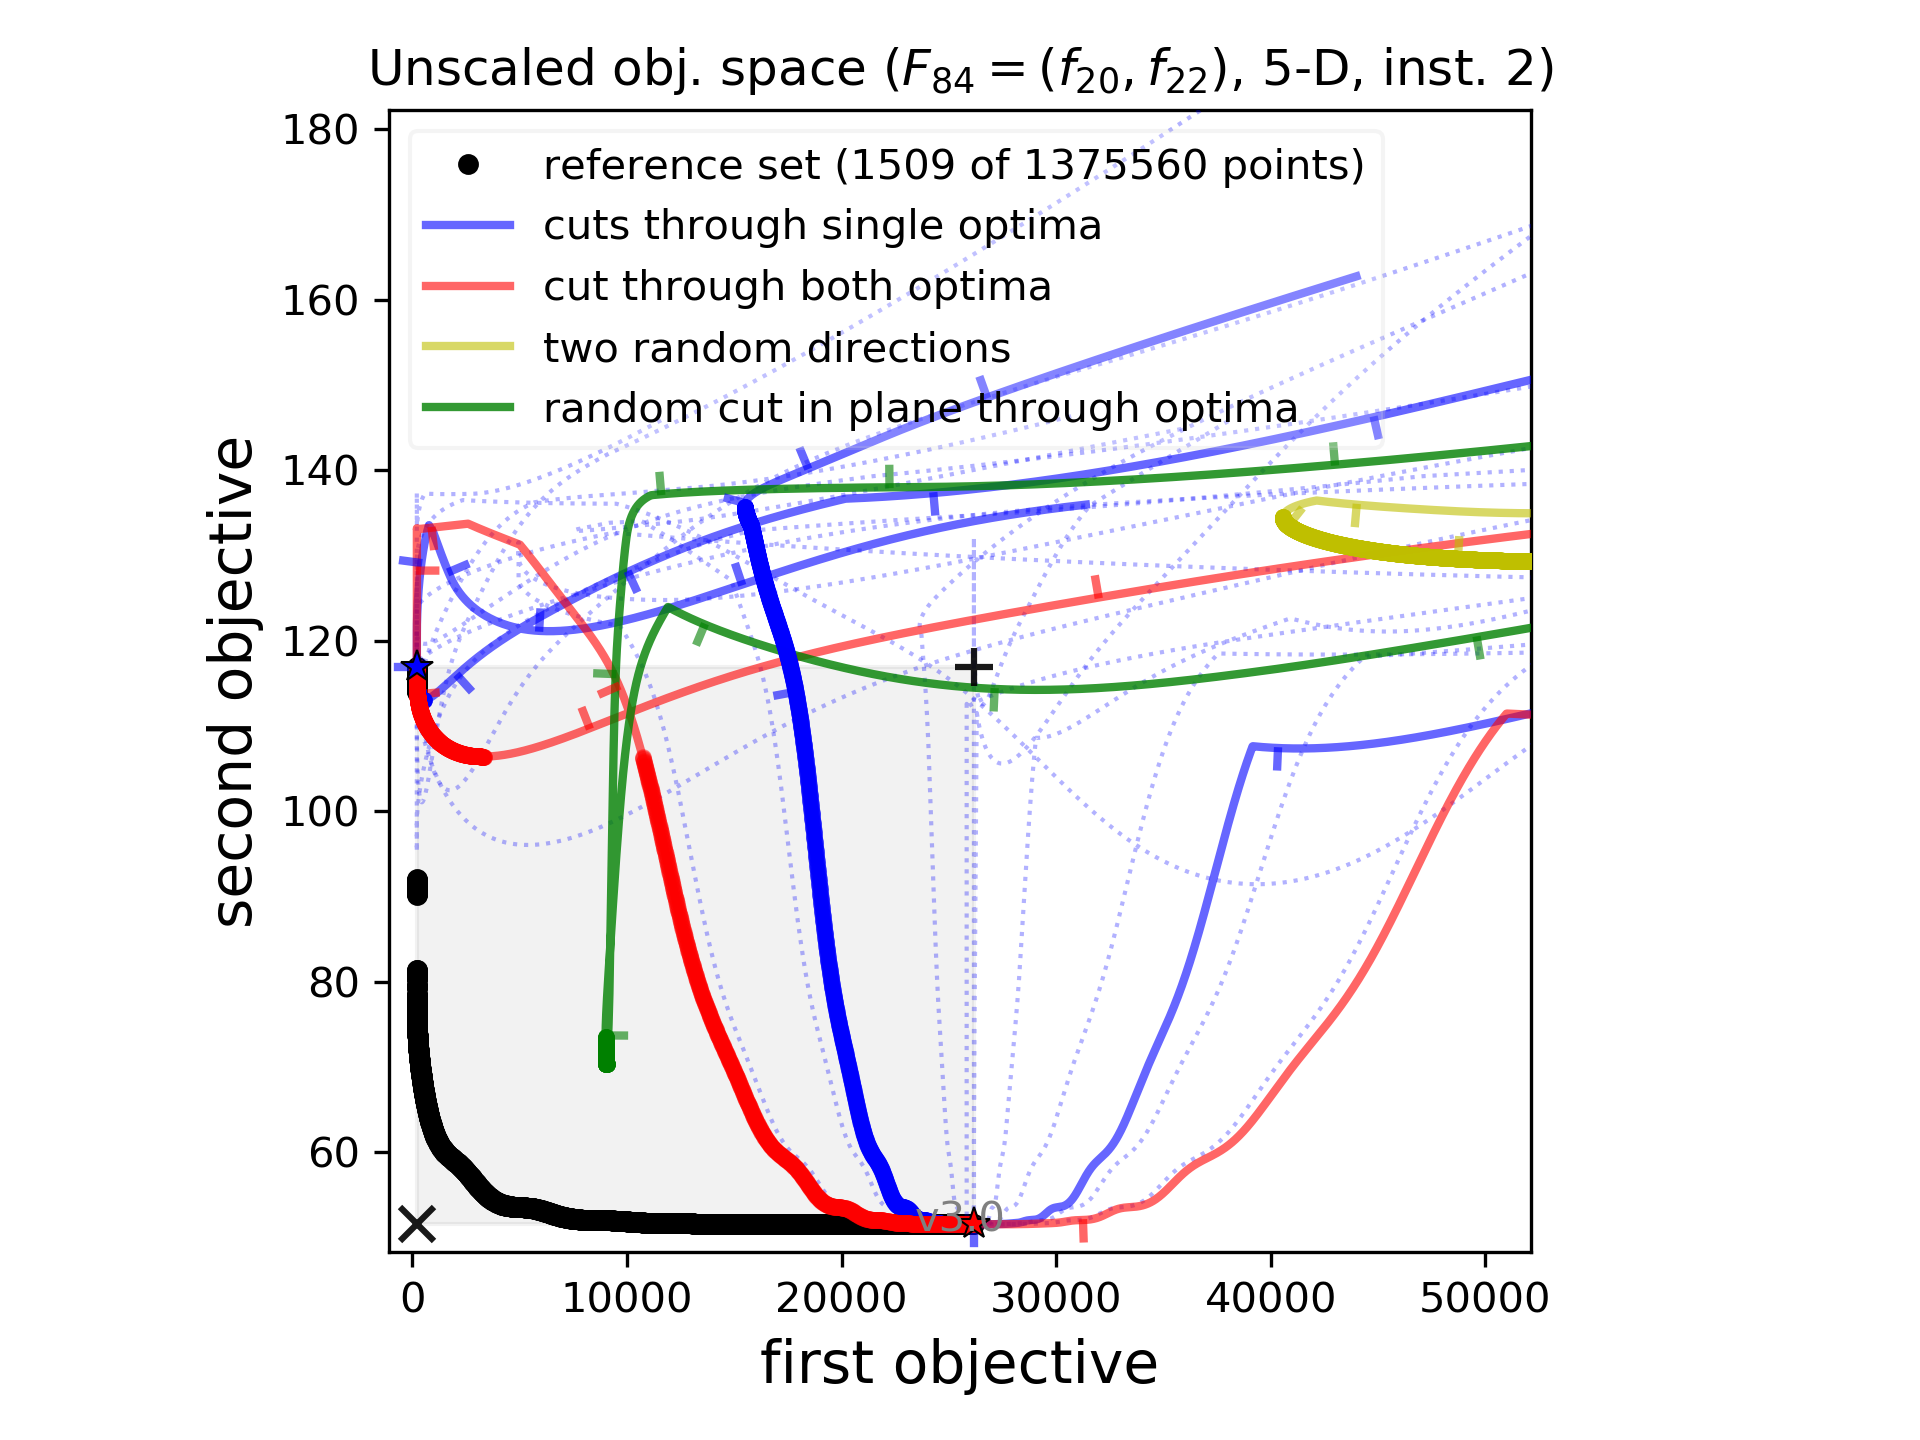 Unscaled obj. space (F84 = (f20, f22), 5-D, inst. 2)
180
160
140
120
100
80
60
second objective
reference set (1509 of 1375560 points)
cuts through single optima
cut through both optima
two random directions
random cut in plane through optima
v3.0
0 10000 20000 30000 40000 50000
first objective